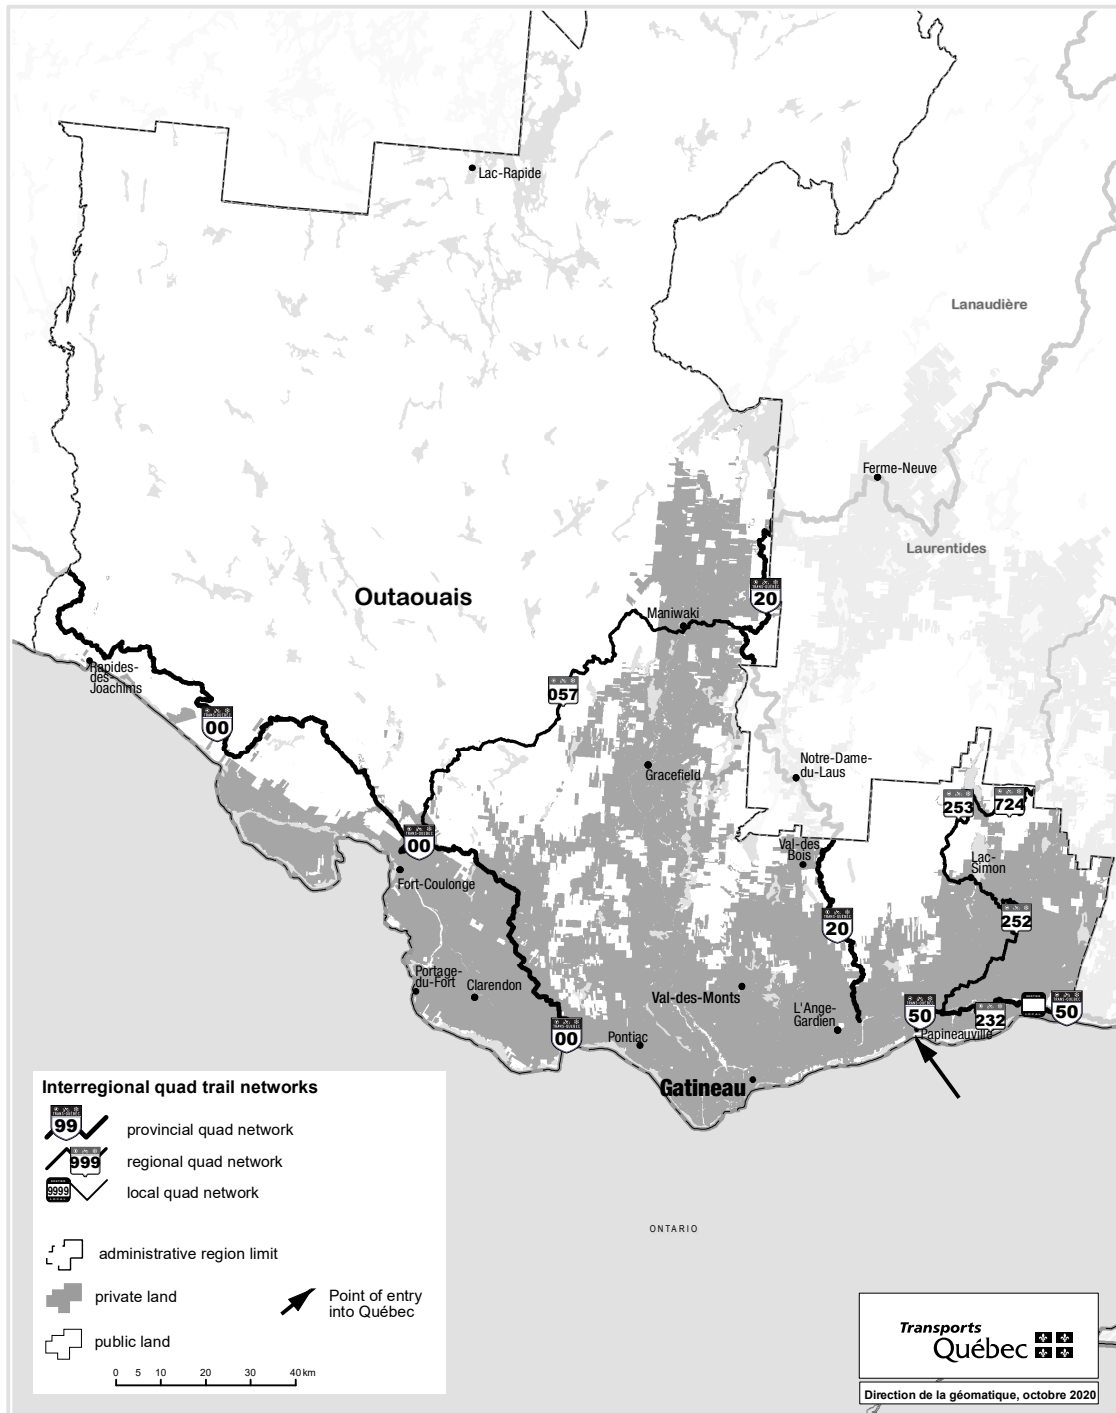 Lac-Rapide
Lanaudière
Ferme-Neuve
Laurentides
Outaouais
20
Maniwaki
Rapides-
des-
Joachims
057
00
Gracefield
Notre-Dame-
du-Laus
253
724
00
Val-des
Bois
Lac-
Simon
Fort-Coulonge
20
252
Portage-
du-Fort
Clarendon
Val-des-Monts
L'Ange-
Gardien
50
232
50
Papineauville
00
Pontiac
Gatineau
Interregional quad trail networks
99
provincial quad network
999
regional quad network
9999
local quad network
administrative region limit
private land
Point of entry
into Québec
public land
0 5 10 20 30 40 km
ONTARIO
Transports
Québec
Direction de la géomatique, octobre 2020